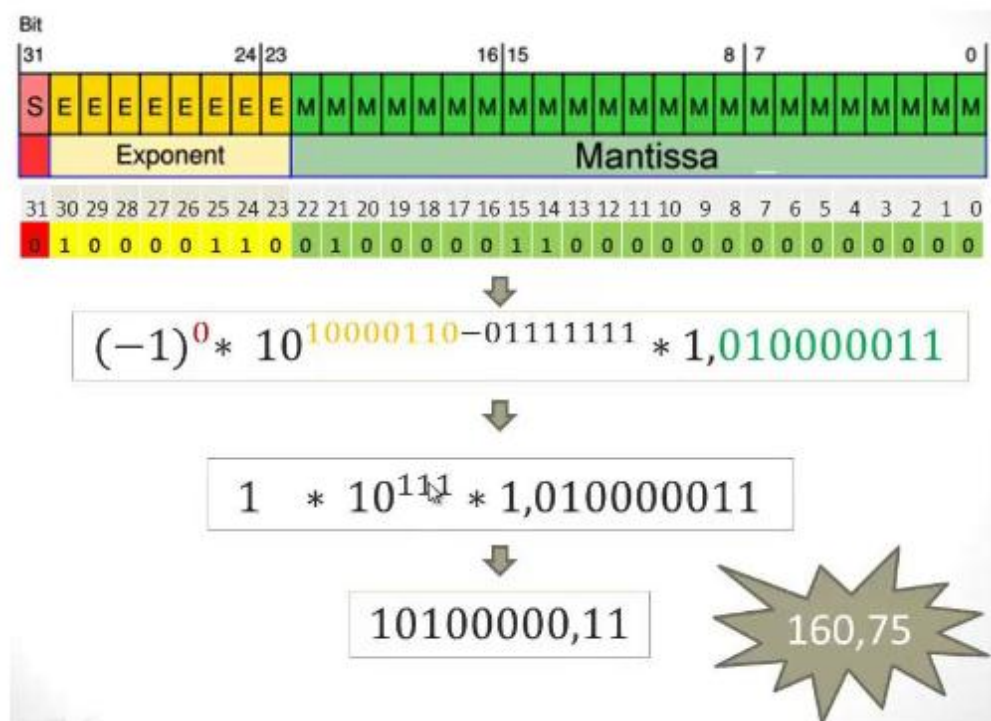 Bit
31 24 23 16 15 8 7 0
S E E E E E E E E M M M M M M M M M M M M M M M M M M M M M M M
Exponent Mantissa
31 30 29 28 27 26 25 24 23 22 21 20 19 18 17 16 15 14 13 12 11 10 9 8 7 6 5 4 3 2 1 0
0 1 0 0 0 0 1 1 0 0 1 0 0 0 0 0 1 1 0 0 0 0 0 0 0 0 0 0 0 0 0 0
(−1)⁰* 10¹⁰⁰⁰⁰¹¹⁰⁻⁰¹¹¹¹¹¹¹ * 1,010000011
1 * 10¹¹¹ * 1,010000011
10100000,11
160,75